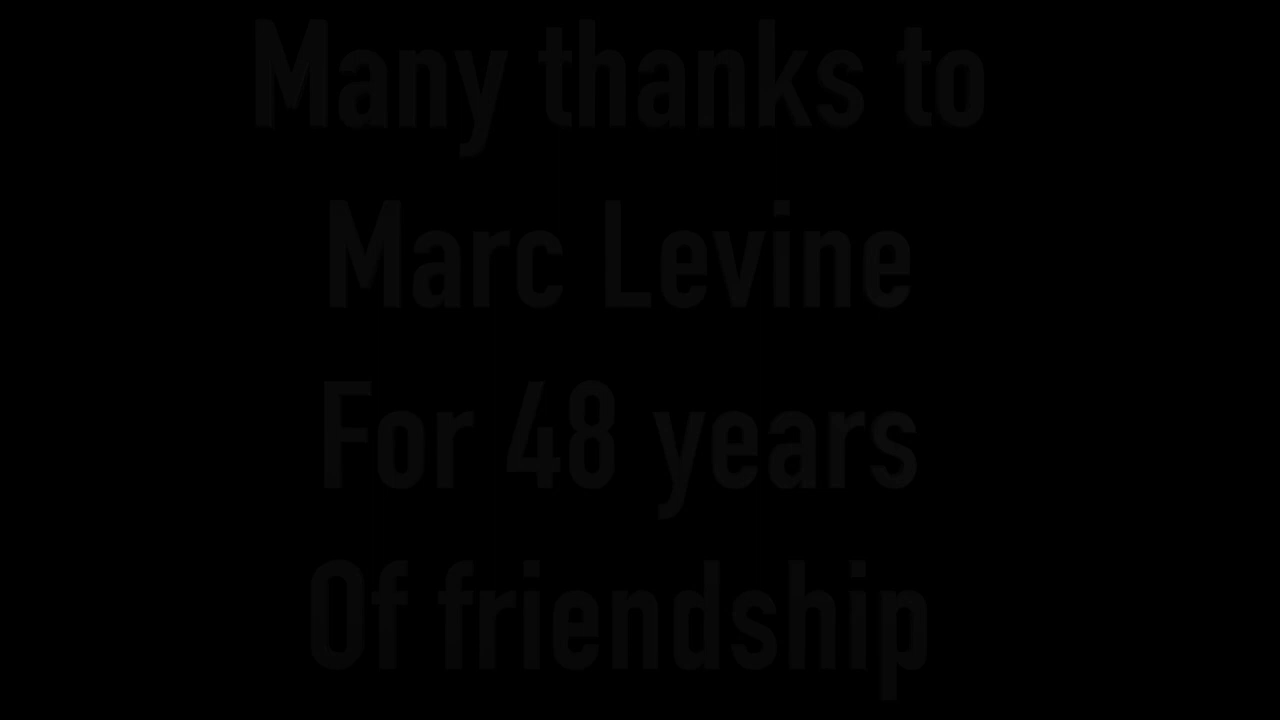 Many thanks to
Marc Levine
For 48 years
Of friendship